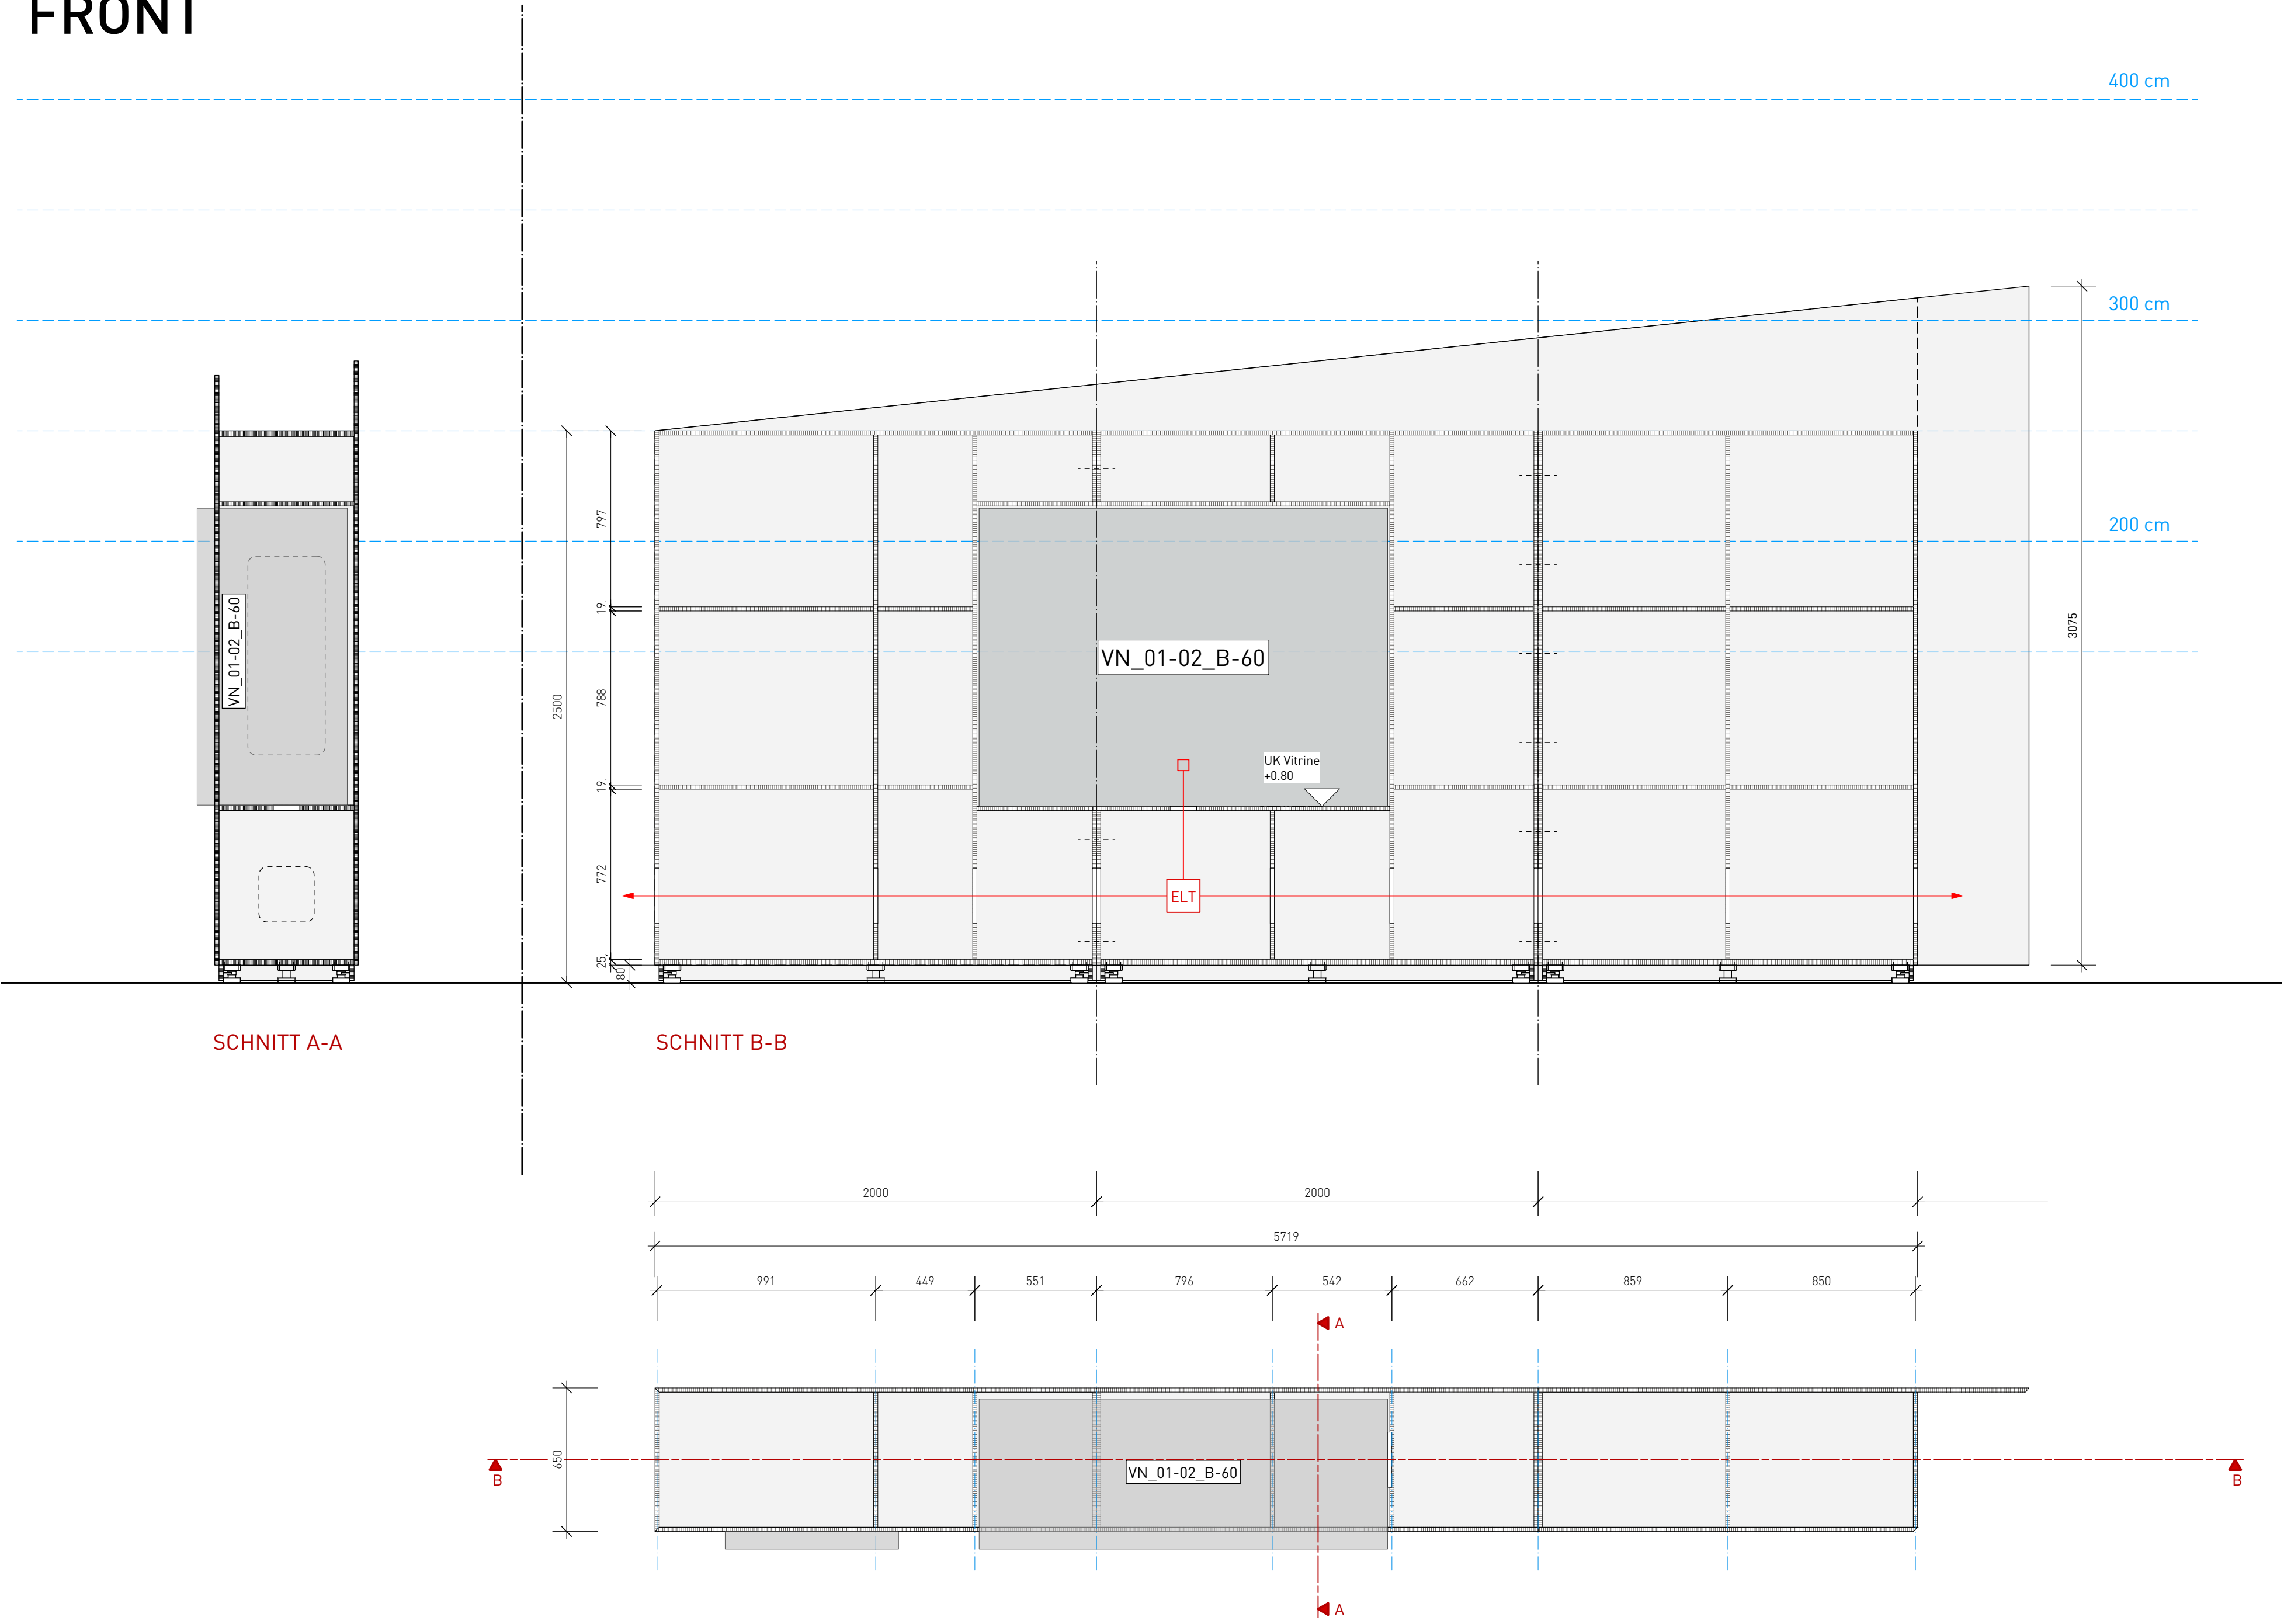 FRONT
400 cm
300 cm
200 cm
797
19.
788
19.
772
25.
80
2500
3075
VN_01-02_B-60
VN_01-02_B-60
UK Vitrine
+0.80
ELT
SCHNITT A-A
SCHNITT B-B
2000
2000
5719
991
449
551
796
542
662
859
850
A
650
VN_01-02_B-60
B
B
A